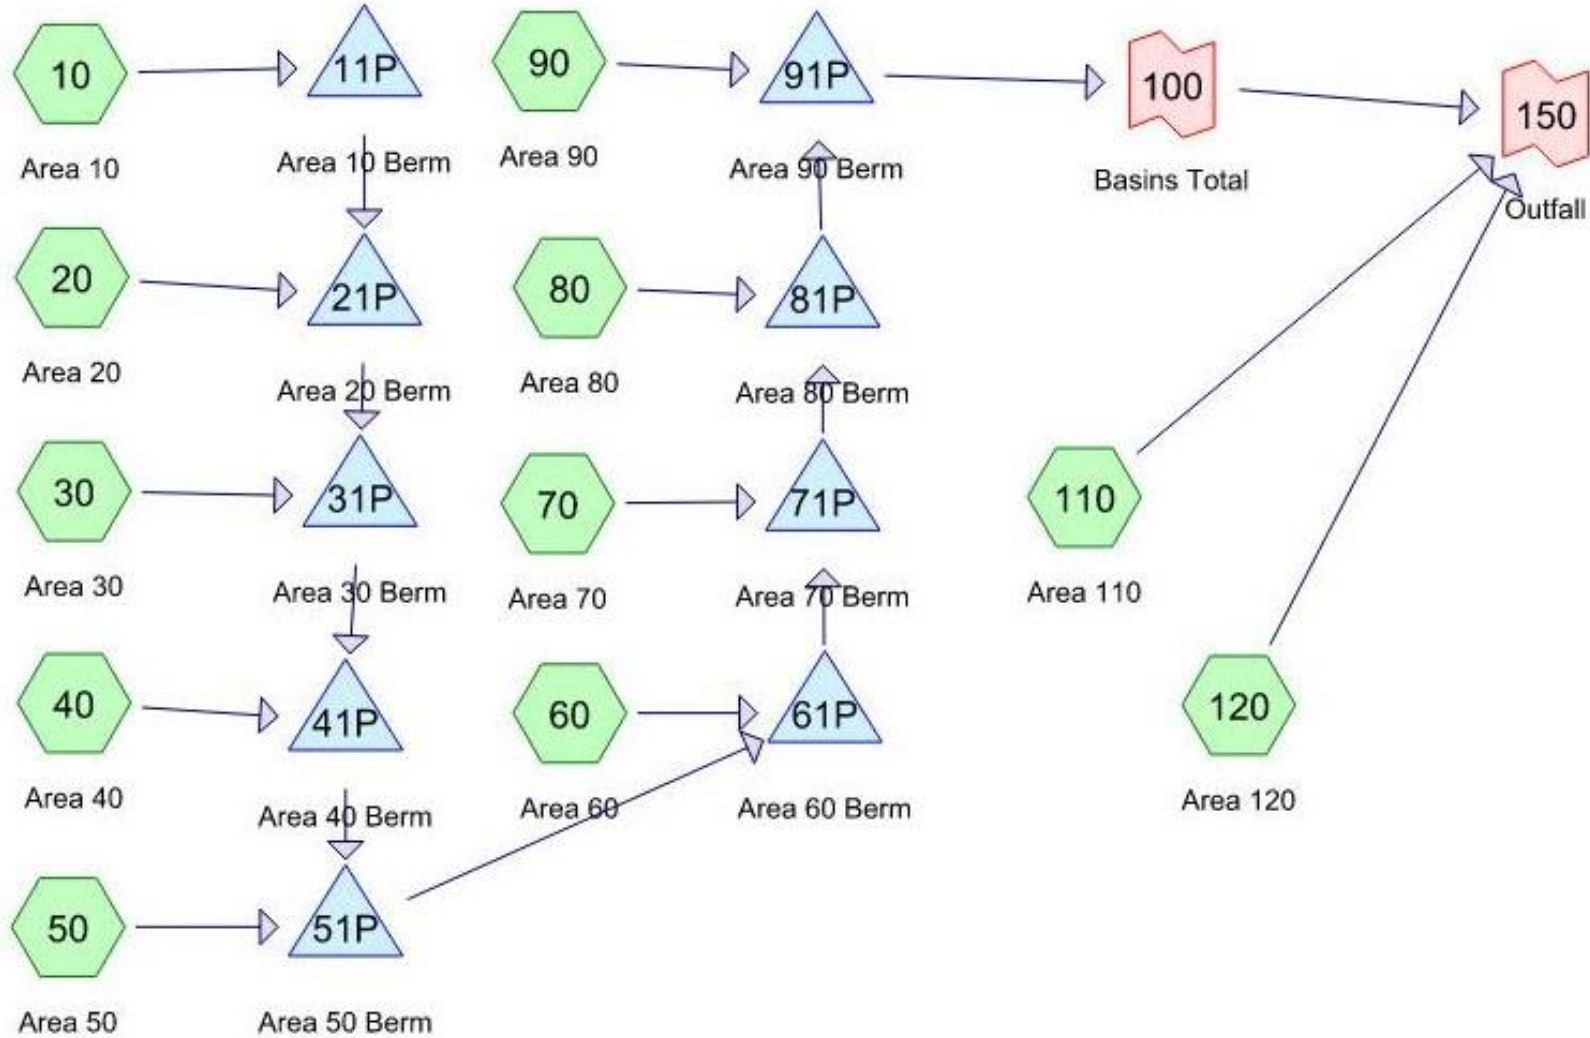 10
Area 10
11P
Area 10 Berm
90
Area 90
91P
Area 90 Berm
100
Basins Total
150
Outfall
20
Area 20
21P
Area 20 Berm
80
Area 80
81P
Area 80 Berm
30
Area 30
31P
Area 30 Berm
70
Area 70
71P
Area 70 Berm
110
Area 110
40
Area 40
41P
Area 40 Berm
60
Area 60
61P
Area 60 Berm
120
Area 120
50
Area 50
51P
Area 50 Berm